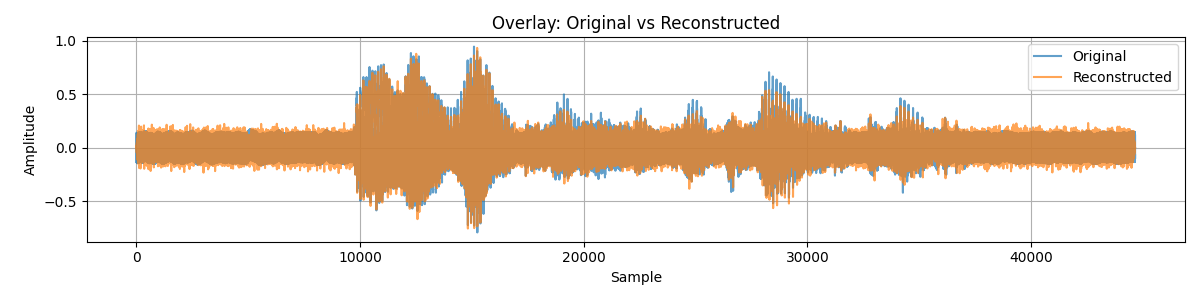 Overlay: Original vs Reconstructed
Original
Reconstructed
Amplitude
1.0
0.5
0.0
−0.5
0
10000
20000
30000
40000
Sample